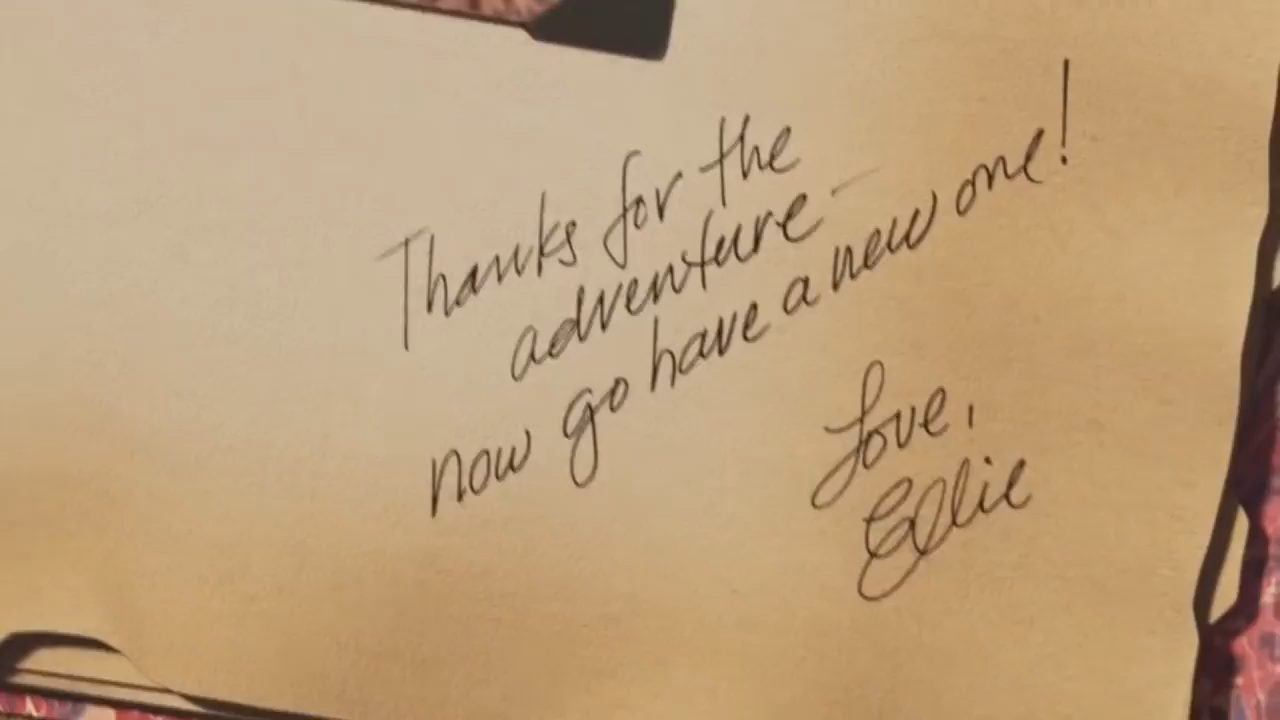 Thanks for the
adventure —
now go have a new one!
Love,
Ellie